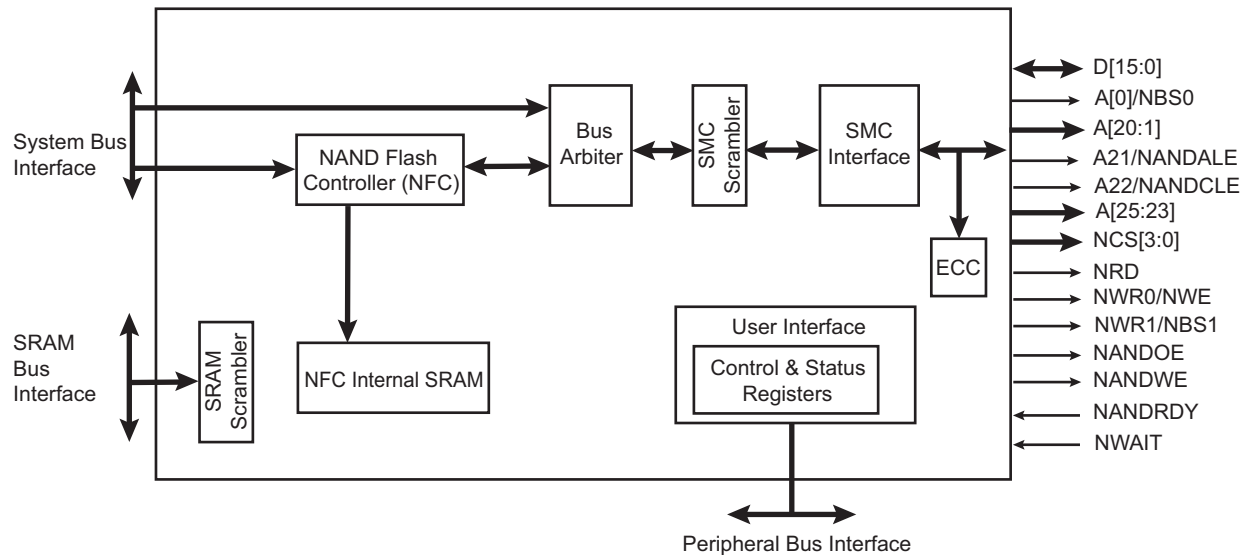 System Bus
Interface
NAND Flash
Controller (NFC)
Bus
Arbiter
SMC
Scrambler
SMC
Interface
ECC
D[15:0]
A[0]/NBS0
A[20:1]
A21/NANDALE
A22/NANDCLE
A[25:23]
NCS[3:0]
NRD
NWR0/NWE
NWR1/NBS1
NANDOE
NANDWE
NANDRDY
NWAIT
SRAM
Bus
Interface
SRAM
Scrambler
NFC Internal SRAM
User Interface
Control & Status
Registers
Peripheral Bus Interface